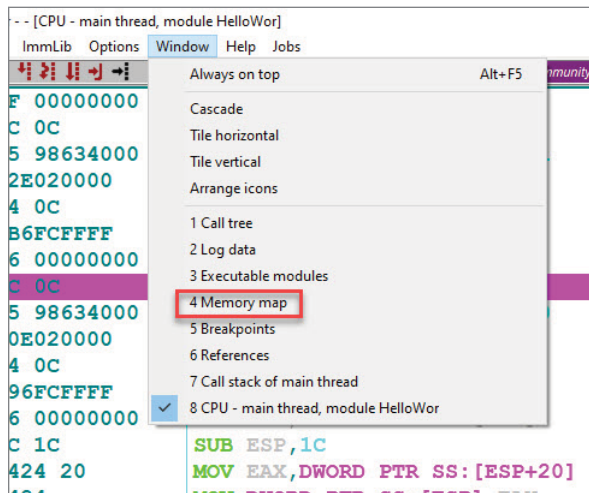 - - [CPU - main thread, module HelloWor]
ImmLib Options Window Help Jobs
Always on top Alt+F5
F 00000000
Cascade
C 0C
Tile horizontal
5 98634000
Tile vertical
2E020000
Arrange icons
4 0C
1 Call tree
B6FCFFFF
2 Log data
6 00000000
3 Executable modules
C 0C
4 Memory map
5 98634000
5 Breakpoints
0E020000
6 References
4 0C
7 Call stack of main thread
96FCFFFF
8 CPU - main thread, module HelloWor
6 00000000
C 1C SUB ESP,1C
424 20 MOV EAX,DWORD PTR SS:[ESP+20]